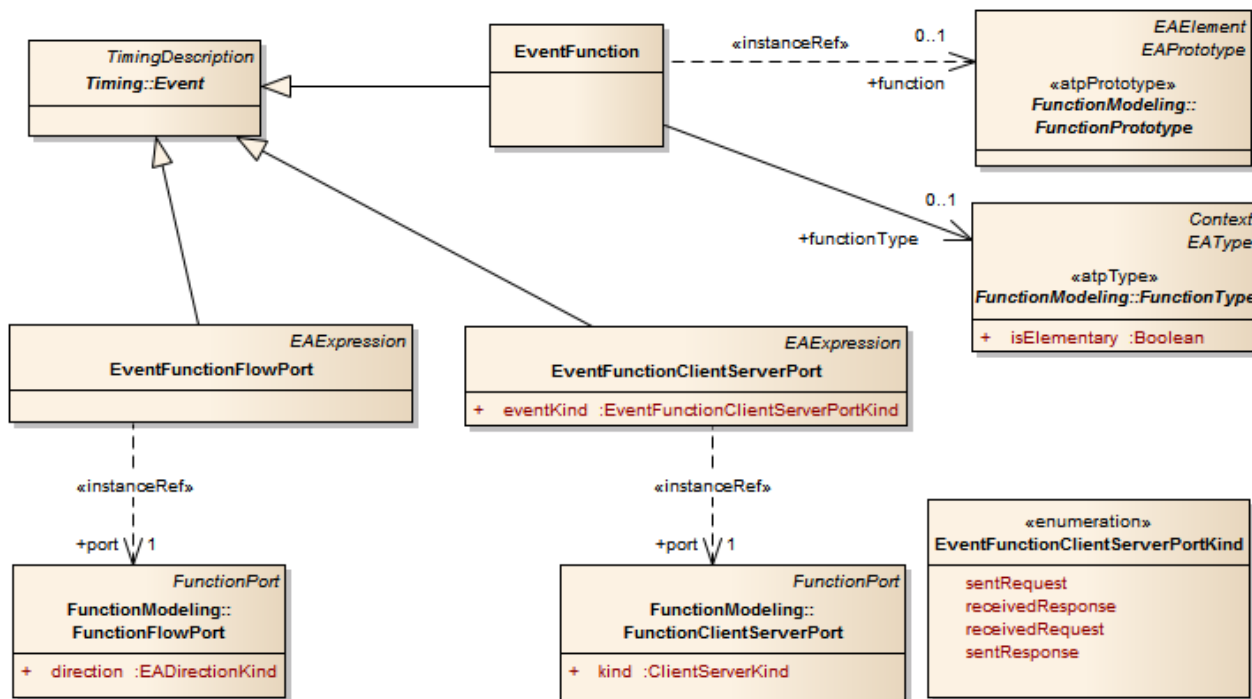 TimingDescription
Timing::Event
EventFunction
«instanceRef»
0..1
+function
EAElement
EAPrototype
«atpPrototype»
FunctionModeling::
FunctionPrototype
0..1
+functionType
Context
EAType
«atpType»
FunctionModeling::FunctionType
+ isElementary :Boolean
EAExpression
EventFunctionFlowPort
EAExpression
EventFunctionClientServerPort
+ eventKind :EventFunctionClientServerPortKind
«instanceRef»
+port 1
«instanceRef»
+port 1
FunctionPort
FunctionModeling::
FunctionFlowPort
+ direction :EADirectionKind
FunctionPort
FunctionModeling::
FunctionClientServerPort
+ kind :ClientServerKind
«enumeration»
EventFunctionClientServerPortKind
sentRequest
receivedResponse
receivedRequest
sentResponse